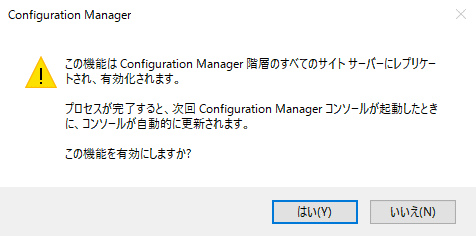 Configuration Manager
この機能は Configuration Manager 階層のすべてのサイト サーバーにレプリケー
トされ、有効化されます。
プロセスが完了すると、次回 Configuration Manager コンソールが起動したとき
に、コンソールが自動的に更新されます。
この機能を有効にしますか?
はい(Y)
いいえ(N)